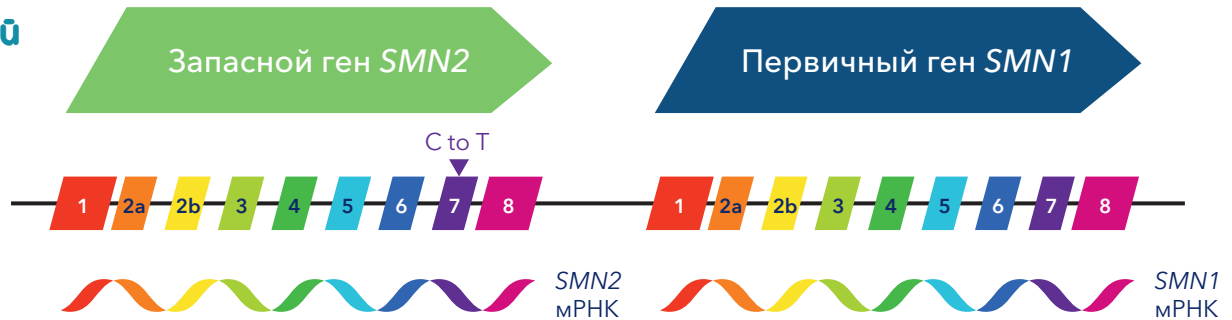 й
Запасной ген SMN2
Первичный ген SMN1
C to T
1 2a 2b 3 4 5 6 7 8
1 2a 2b 3 4 5 6 7 8
SMN2
мРНК
SMN1
мРНК